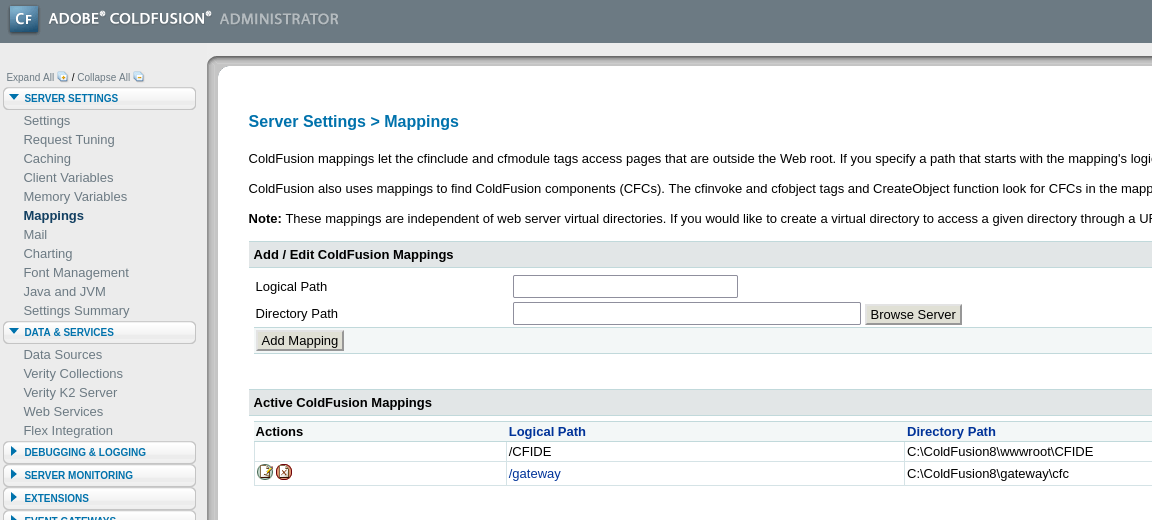 CF ADOBE® COLDFUSION® ADMINISTRATOR
Expand All / Collapse All
SERVER SETTINGS
Settings
Request Tuning
Caching
Client Variables
Memory Variables
Mappings
Mail
Charting
Font Management
Java and JVM
Settings Summary
DATA & SERVICES
Data Sources
Verity Collections
Verity K2 Server
Web Services
Flex Integration
DEBUGGING & LOGGING
SERVER MONITORING
EXTENSIONS
EVENT GATEWAYS
Server Settings > Mappings
ColdFusion mappings let the cfinclude and cfmodule tags access pages that are outside the Web root. If you specify a path that starts with the mapping's logi
ColdFusion also uses mappings to find ColdFusion components (CFCs). The cfinvoke and cfobject tags and CreateObject function look for CFCs in the mapp
Note: These mappings are independent of web server virtual directories. If you would like to create a virtual directory to access a given directory through a UR
Add / Edit ColdFusion Mappings
Logical Path
Directory Path Browse Server
Add Mapping
Active ColdFusion Mappings
Actions Logical Path Directory Path
/CFIDE C:\ColdFusion8\wwwroot\CFIDE
/gateway C:\ColdFusion8\gateway\cfc